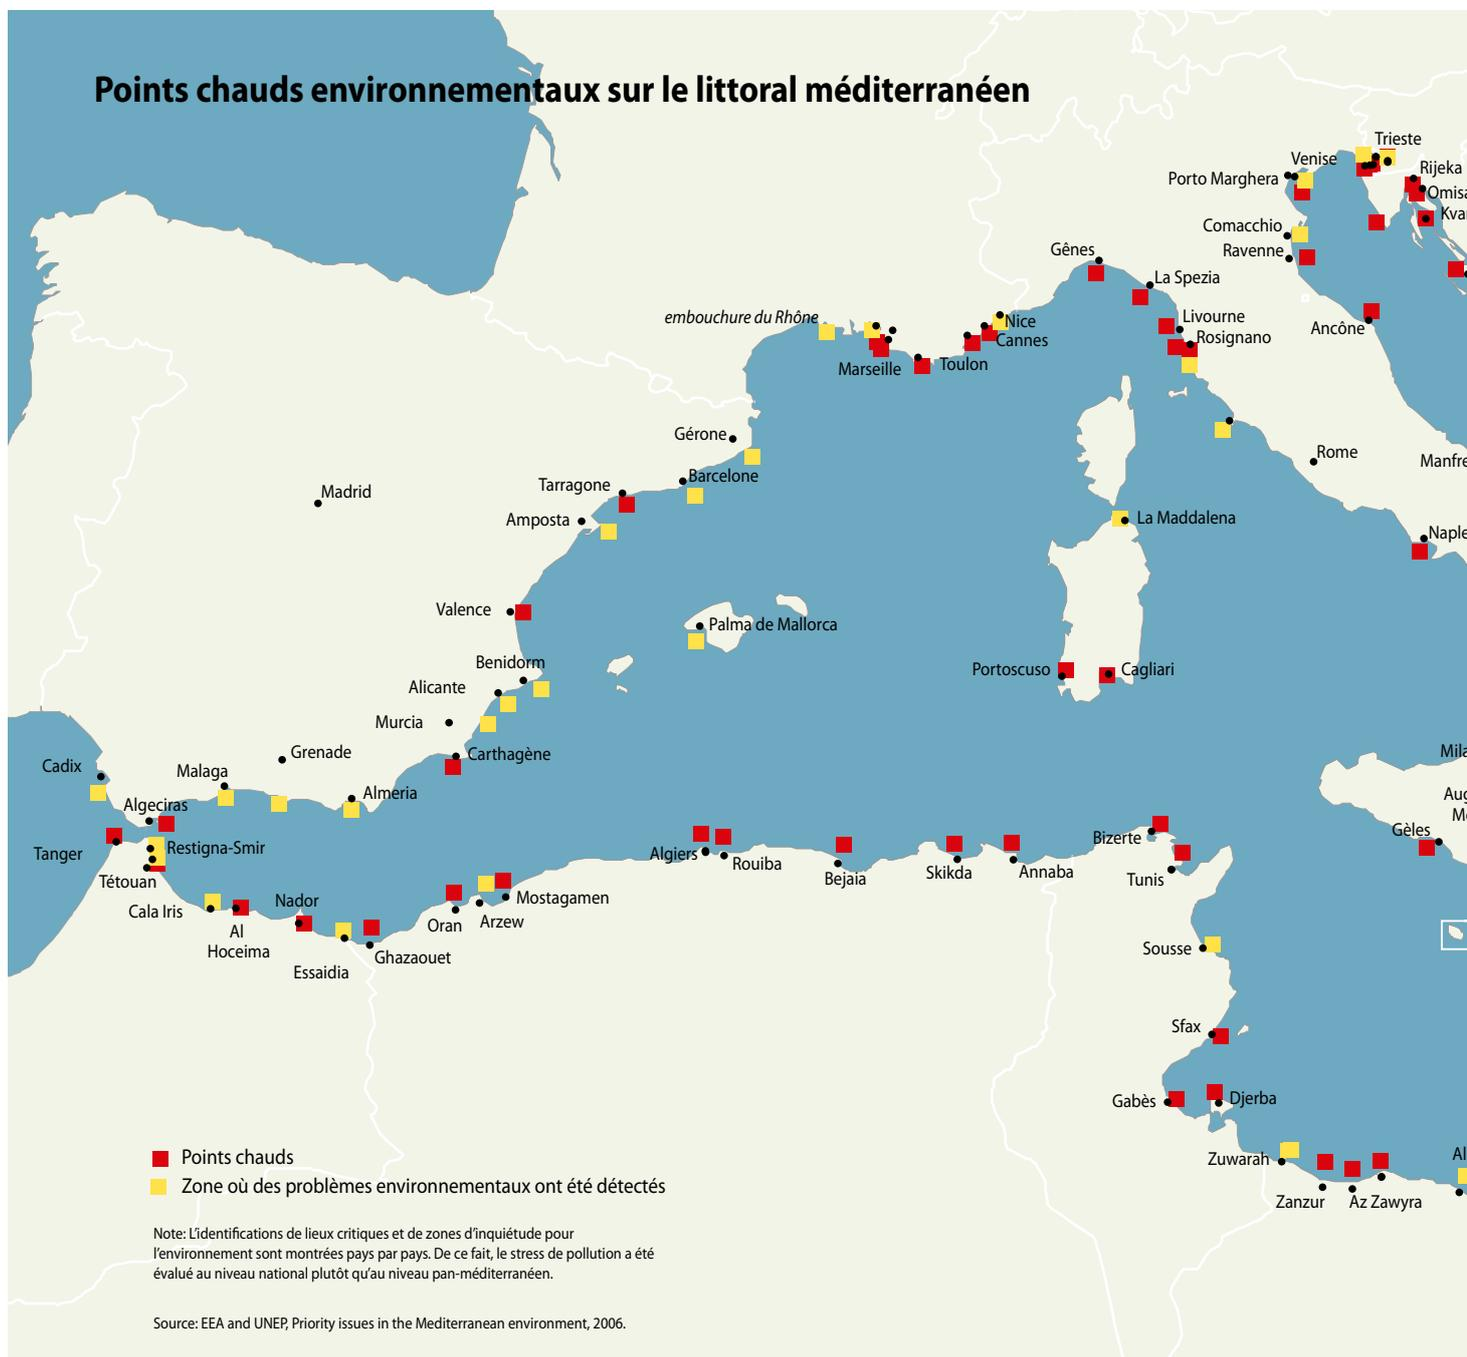 Points chauds environnementaux sur le littoral méditerranéen
Trieste
Venise
Rijeka
Porto Marghera
Omisa
Kva
Comacchio
Ravenne
Gênes
La Spezia
embouchure du Rhône
Nice
Livourne
Ancône
Rosignano
Cannes
Marseille
Toulon
Gérone
Rome
Manfre
Barcelone
Tarragone
Madrid
Amposta
La Maddalena
Naple
Valence
Palma de Mallorca
Benidorm
Portoscuso
Cagliari
Alicante
Murcia
Grenade
Carthagène
Mila
Cadix
Malaga
Almeria
Aug
Algeciras
Me
Gèles
Bizerte
Restigna-Smir
Tanger
Algiers
Rouiba
Skikda
Annaba
Bejaia
Tunis
Tétouan
Mostagamen
Cala Iris
Nador
Oran
Arzew
Al
Hoceima
Sousse
Ghazaouet
Essaidia
Sfax
Gabès
Djerba
Zuwarah
Al
Zanzur
Az Zawyra
Points chauds
Zone où des problèmes environnementaux ont été détectés
Note: L'identifications de lieux critiques et de zones d'inquiétude pour
l'environnement sont montrées pays par pays. De ce fait, le stress de pollution a été
évalué au niveau national plutôt qu'au niveau pan-méditerranéen.
Source: EEA and UNEP, Priority issues in the Mediterranean environment, 2006.